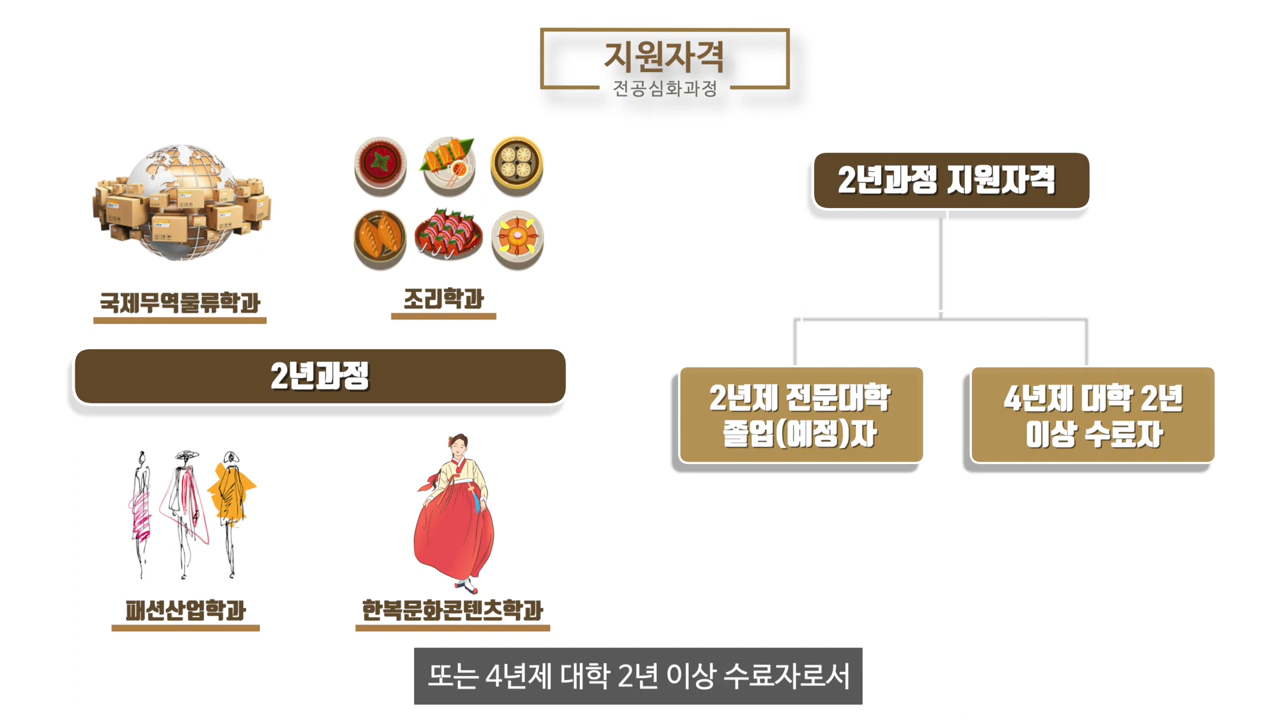 지원자격
전공심화과정
국제무역물류학과
조리학과
2년과정
패션산업학과
한복문화콘텐츠학과
2년과정 지원자격
2년제 전문대학
졸업(예정)자
4년제 대학 2년
이상 수료자
또는 4년제 대학 2년 이상 수료자로서